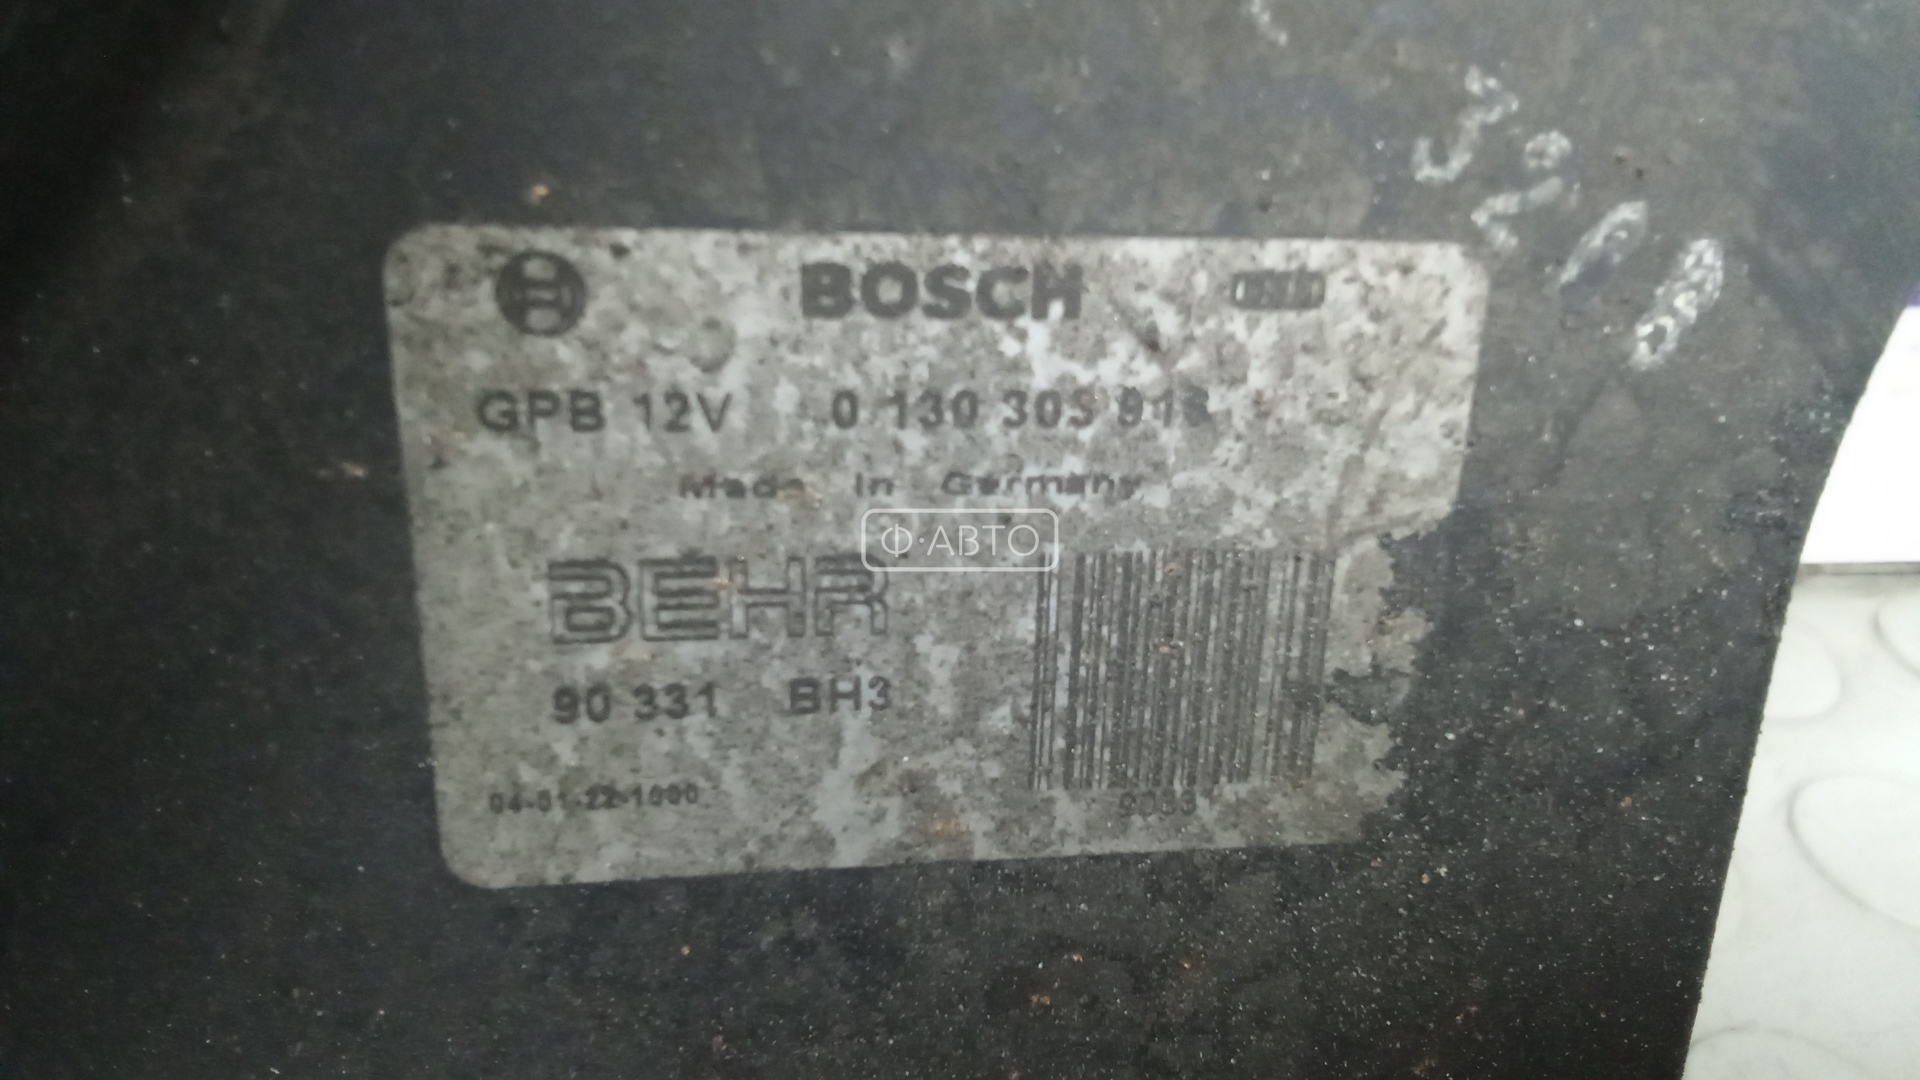 BOSCH
GPB 12V 0 130 303 918
Made in Germany
Ф·АВТО
BEHR
90 331 BH3
04-01-22-1000
3200